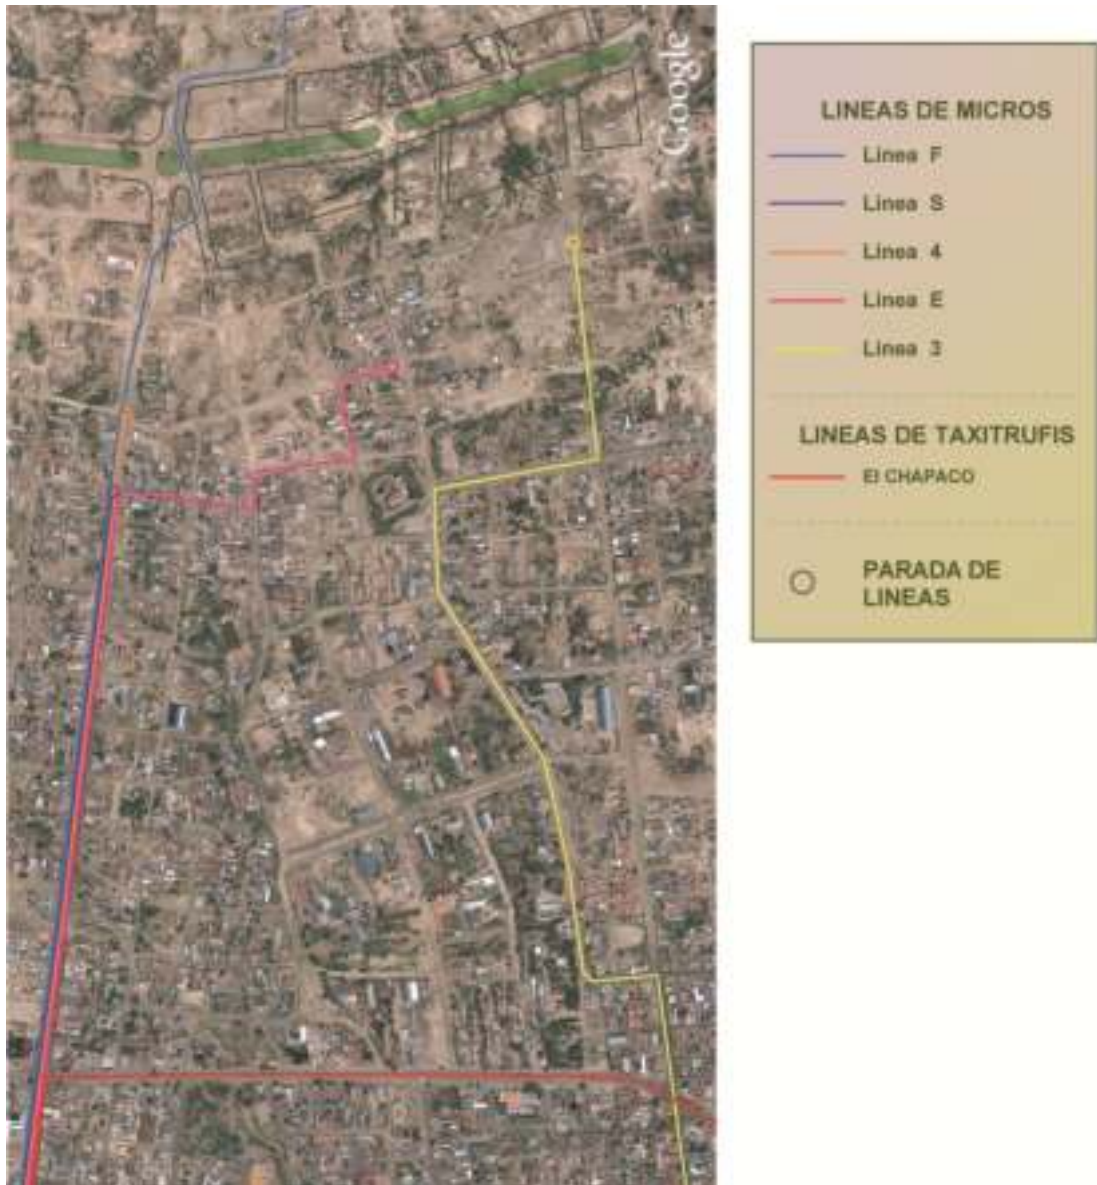 Google
LINEAS DE MICROS
Linea F
Linea S
Linea 4
Linea E
Linea 3
LINEAS DE TAXITRUFIS
El CHAPACO
PARADA DE
LINEAS